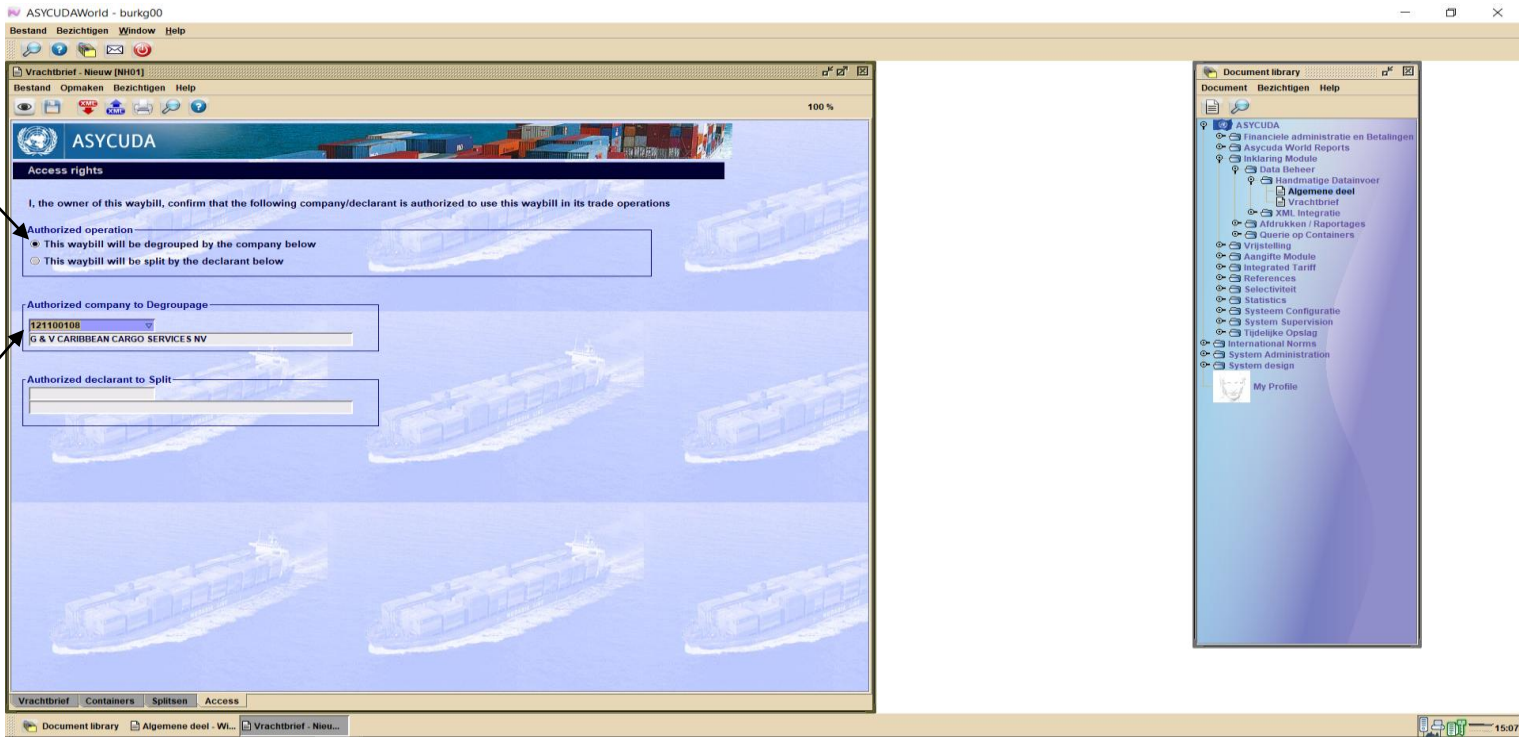 ASYCUDAWorld - burkg00
Bestand Bezichtigen Window Help
Vrachtbrief - Nieuw [NH01]
Bestand Opmaken Bezichtigen Help
XML XML
100 %
ASYCUDA
Access rights
I, the owner of this waybill, confirm that the following company/declarant is authorized to use this waybill in its trade operations
Authorized operation
This waybill will be degrouped by the company below
This waybill will be split by the declarant below
Authorized company to Degroupage
121100108
G & V CARIBBEAN CARGO SERVICES NV
Authorized declarant to Split
Vrachtbrief Containers Splitsen Access
Document library
Document Bezichtigen Help
ASYCUDA
Financiele administratie en Betalingen
Asycuda World Reports
Inklaring Module
Data Beheer
Handmatige Datainvoer
Algemene deel
Vrachtbrief
XML Integratie
Afdrukken / Raportages
Querie op Containers
Vrijstelling
Aangifte Module
Integrated Tariff
References
Selectiviteit
Statistics
Systeem Configuratie
System Supervision
Tijdelijke Opslag
International Norms
System Administration
System design
My Profile
Document library Algemene deel - Wi... Vrachtbrief - Nieu...
15:07